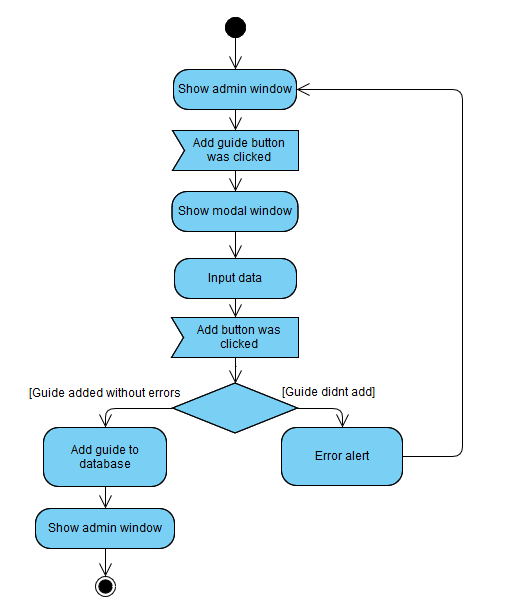 Show admin window
Add guide button
was clicked
Show modal window
Input data
Add button was
clicked
[Guide added without errors
[Guide didnt add]
Add guide to
database
Error alert
Show admin window